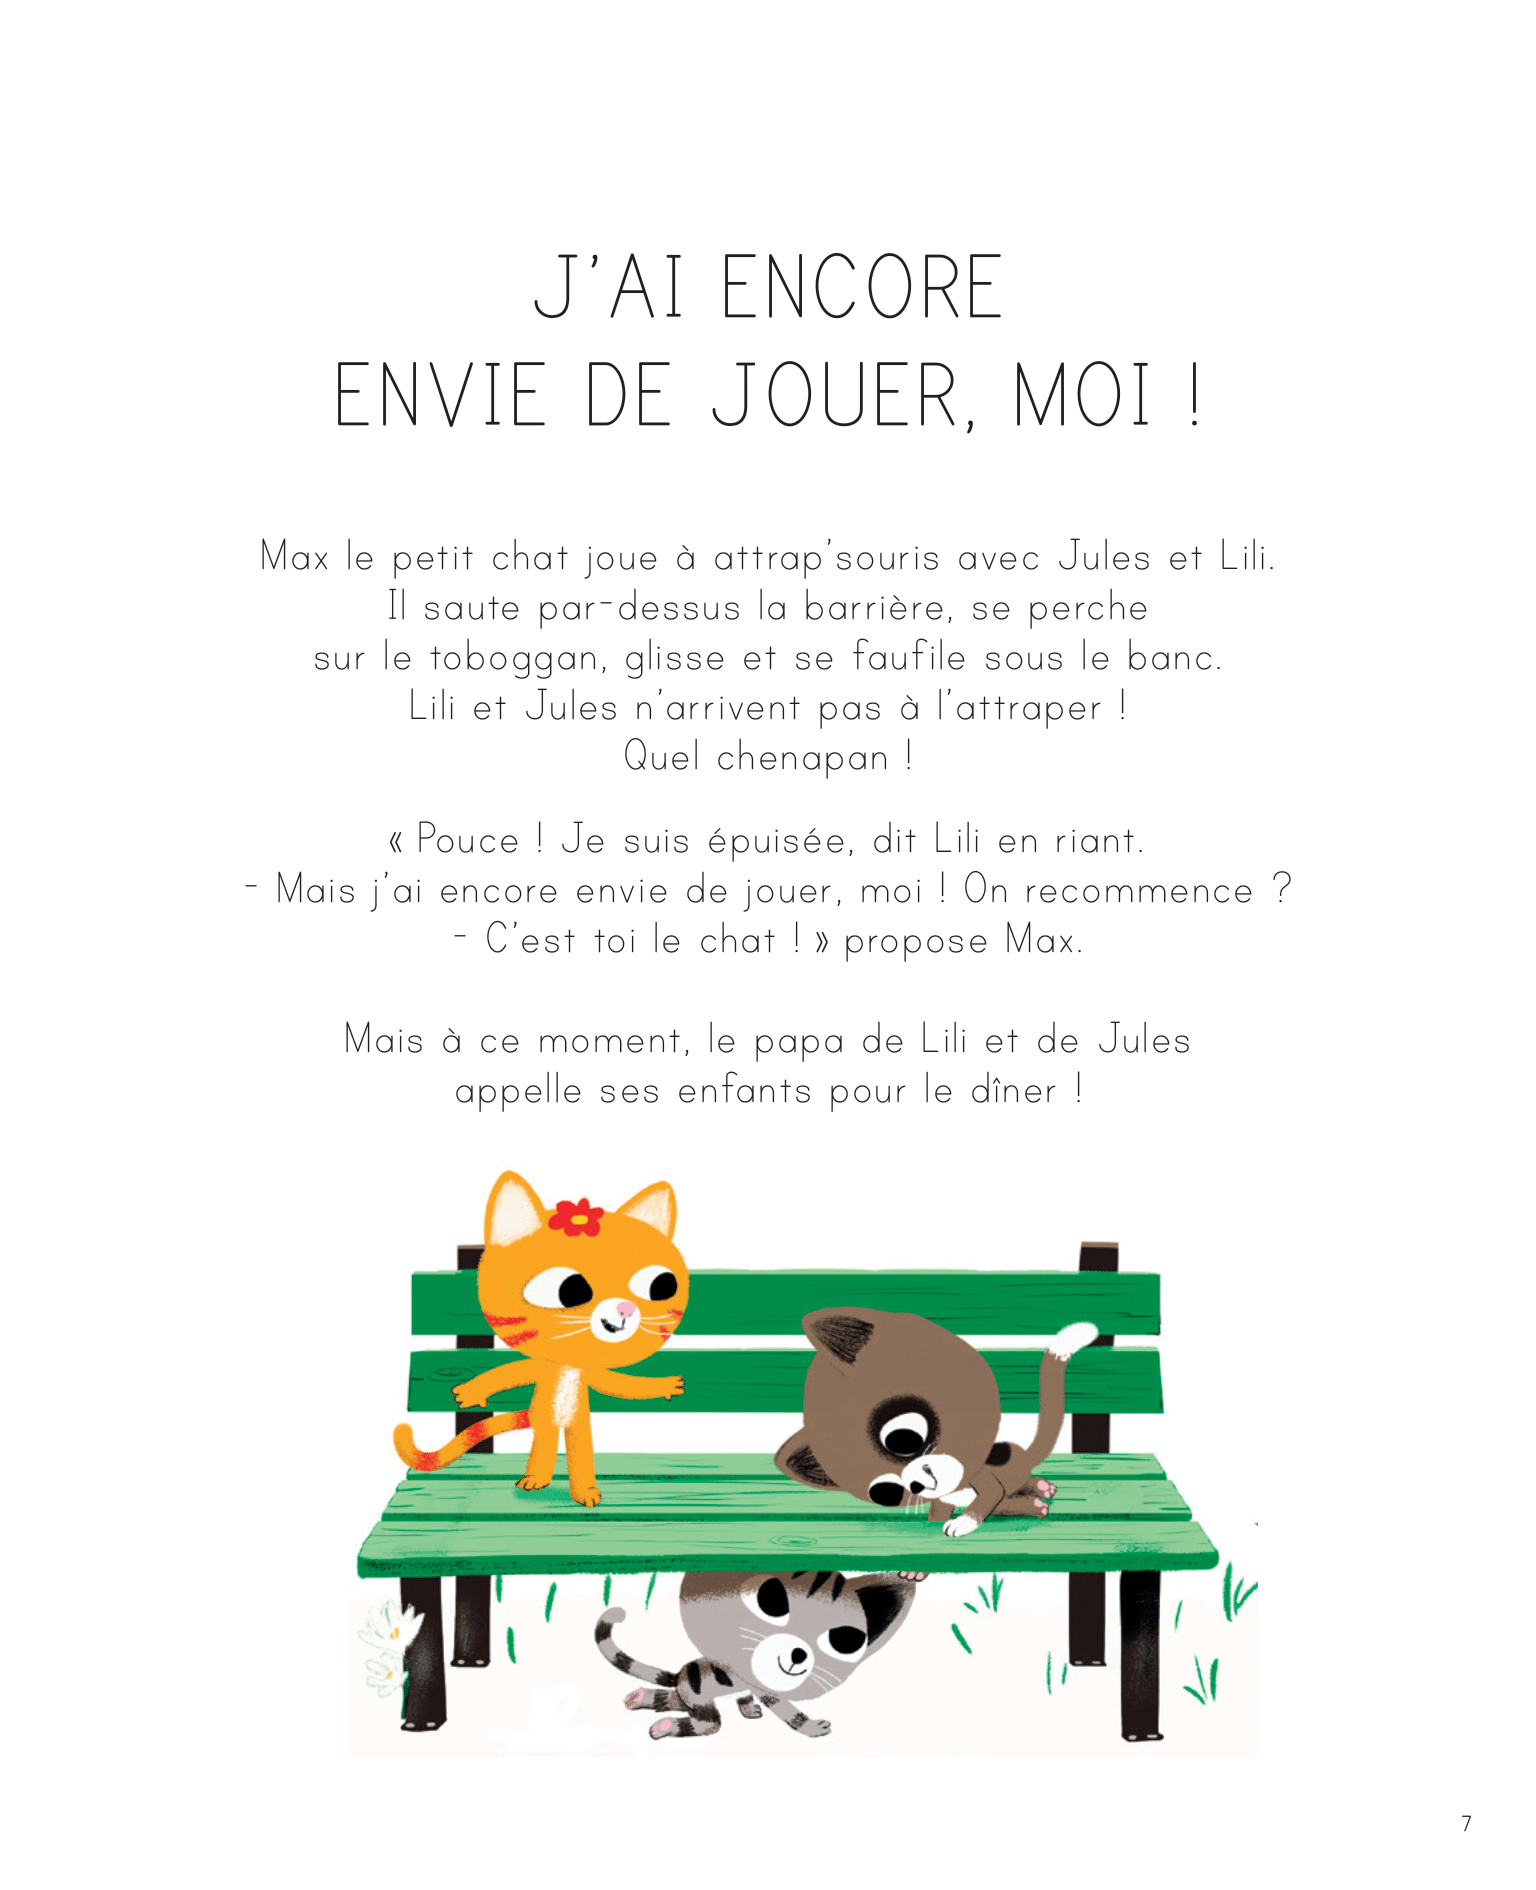 J’AI ENCORE
ENVIE DE JOUER, MOI !
Max le petit chat joue à attrap’souris avec Jules et Lili.
Il saute par-dessus la barrière, se perche
sur le toboggan, glisse et se faufile sous le banc.
Lili et Jules n’arrivent pas à l’attraper !
Quel chenapan !
« Pouce ! Je suis épuisée, dit Lili en riant.
- Mais j’ai encore envie de jouer, moi ! On recommence ?
- C’est toi le chat ! » propose Max.
Mais à ce moment, le papa de Lili et de Jules
appelle ses enfants pour le dîner !
7